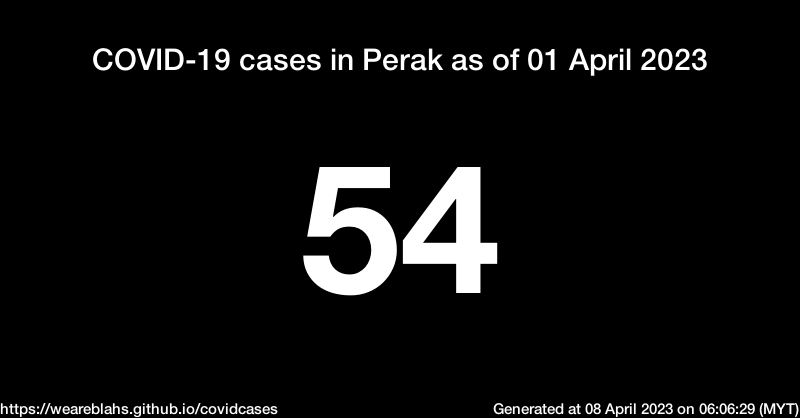 COVID-19 cases in Perak as of 01 April 2023
54
https://weareblahs.github.io/covidcases
Generated at 08 April 2023 on 06:06:29 (MYT)